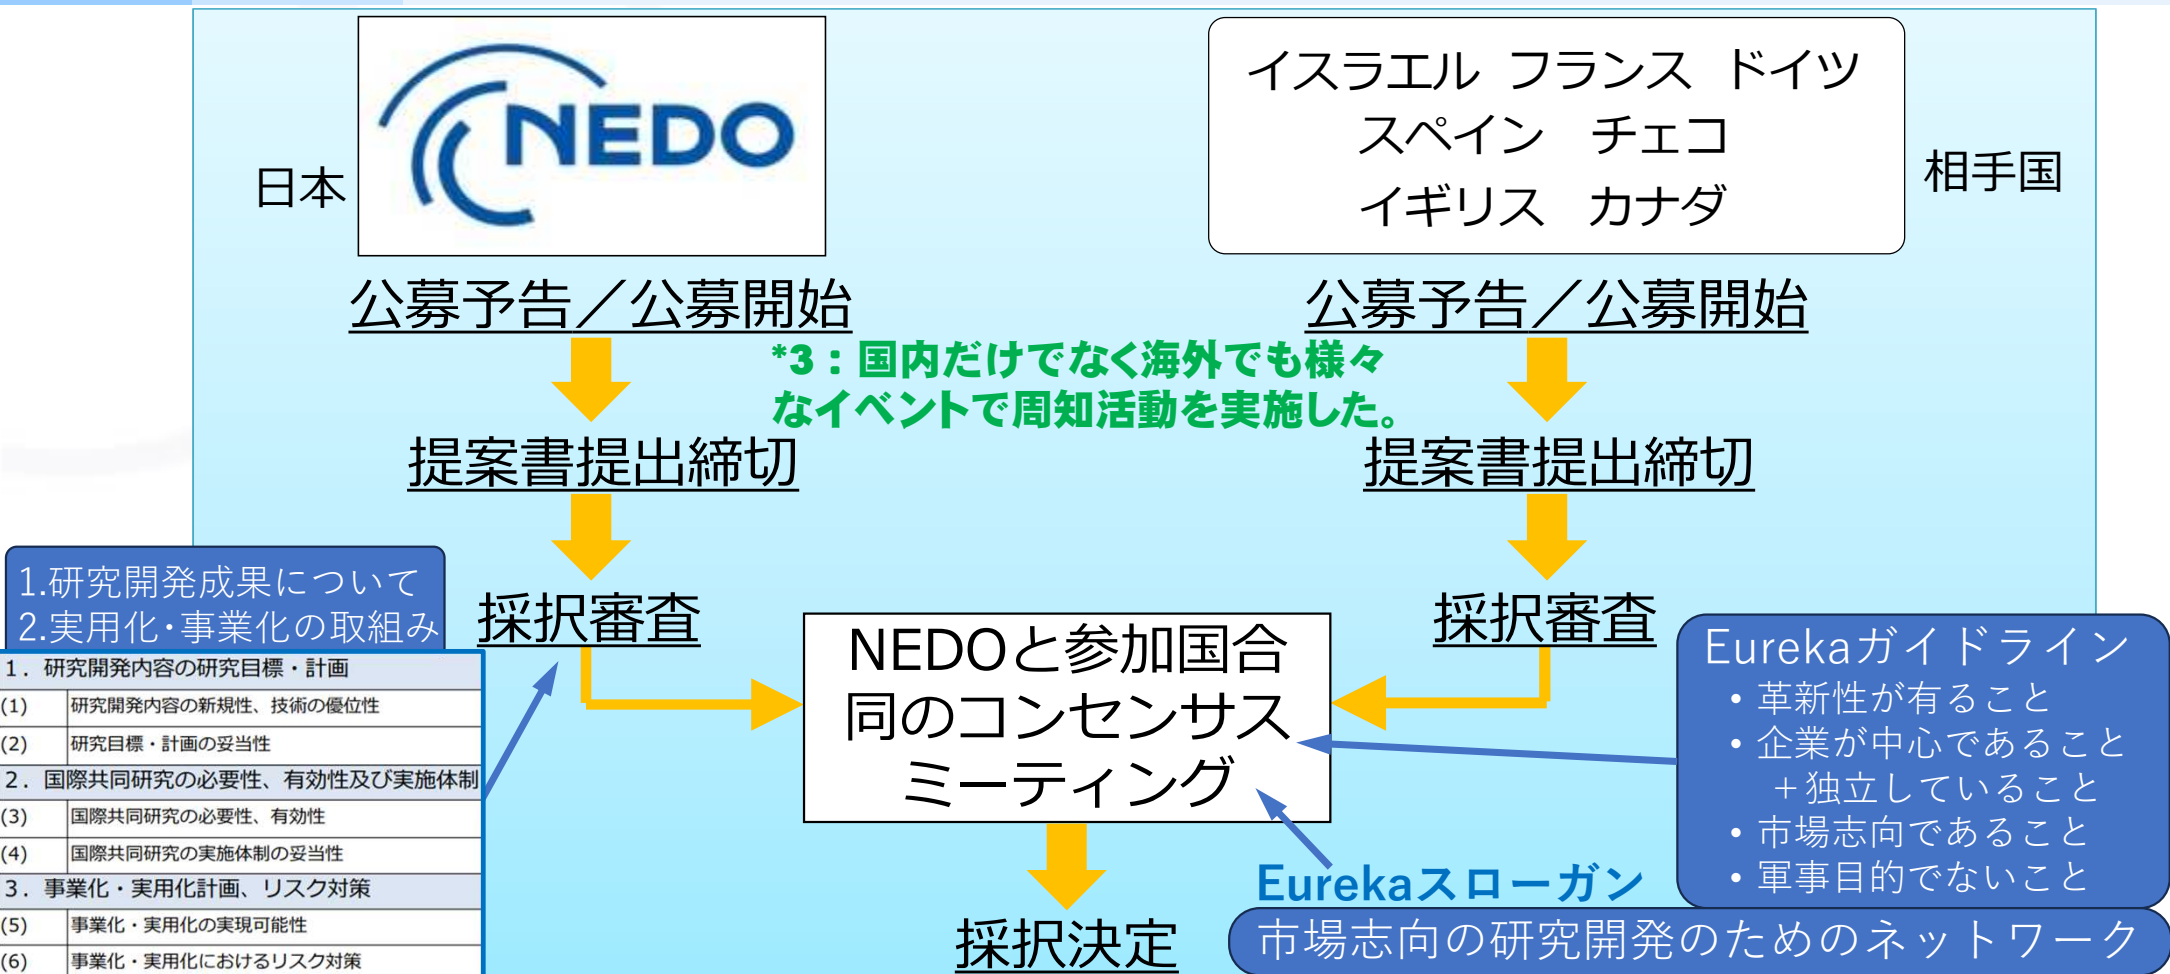 日本
NEDO
イスラエル フランス ドイツ
スペイン チェコ
イギリス カナダ
相手国
公募予告／公募開始
公募予告／公募開始
*3：国内だけでなく海外でも様々
なイベントで周知活動を実施した。
提案書提出締切
提案書提出締切
採択審査
採択審査
1.研究開発成果について
2.実用化･事業化の取組み
1．研究開発内容の研究目標・計画
(1) 研究開発内容の新規性、技術の優位性
(2) 研究目標・計画の妥当性
2．国際共同研究の必要性、有効性及び実施体制
(3) 国際共同研究の必要性、有効性
(4) 国際共同研究の実施体制の妥当性
3．事業化・実用化計画、リスク対策
(5) 事業化・実用化の実現可能性
(6) 事業化・実用化におけるリスク対策
NEDOと参加国合
同のコンセンサス
ミーティング
Eurekaガイドライン
• 革新性が有ること
• 企業が中心であること
＋独立していること
• 市場志向であること
• 軍事目的でないこと
Eurekaスローガン
市場志向の研究開発のためのネットワーク
採択決定